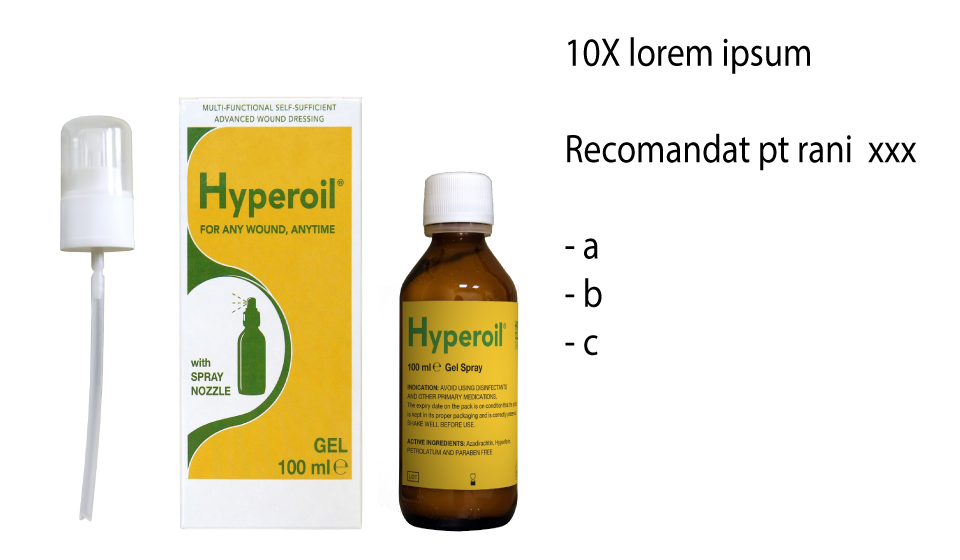 10X lorem ipsum
Recomandat pt rani xxx
- a
- b
- c
MULTI-FUNCTIONAL SELF-SUFFICIENT
ADVANCED WOUND DRESSING
Hyperoil®
FOR ANY WOUND, ANYTIME
with
SPRAY
NOZZLE
GEL
100 ml ℮
Hyperoil®
100 ml ℮ Gel Spray
INDICATION: AVOID USING DISINFECTANTS
AND OTHER PRIMARY MEDICATIONS.
The expiry date on the pack is on condition that the
is kept in its proper packaging and is correctly
SHAKE WELL BEFORE USE.
ACTIVE INGREDIENTS: Azadirachtin, Hyperforin,
PETROLATUM AND PARABEN FREE
LOT